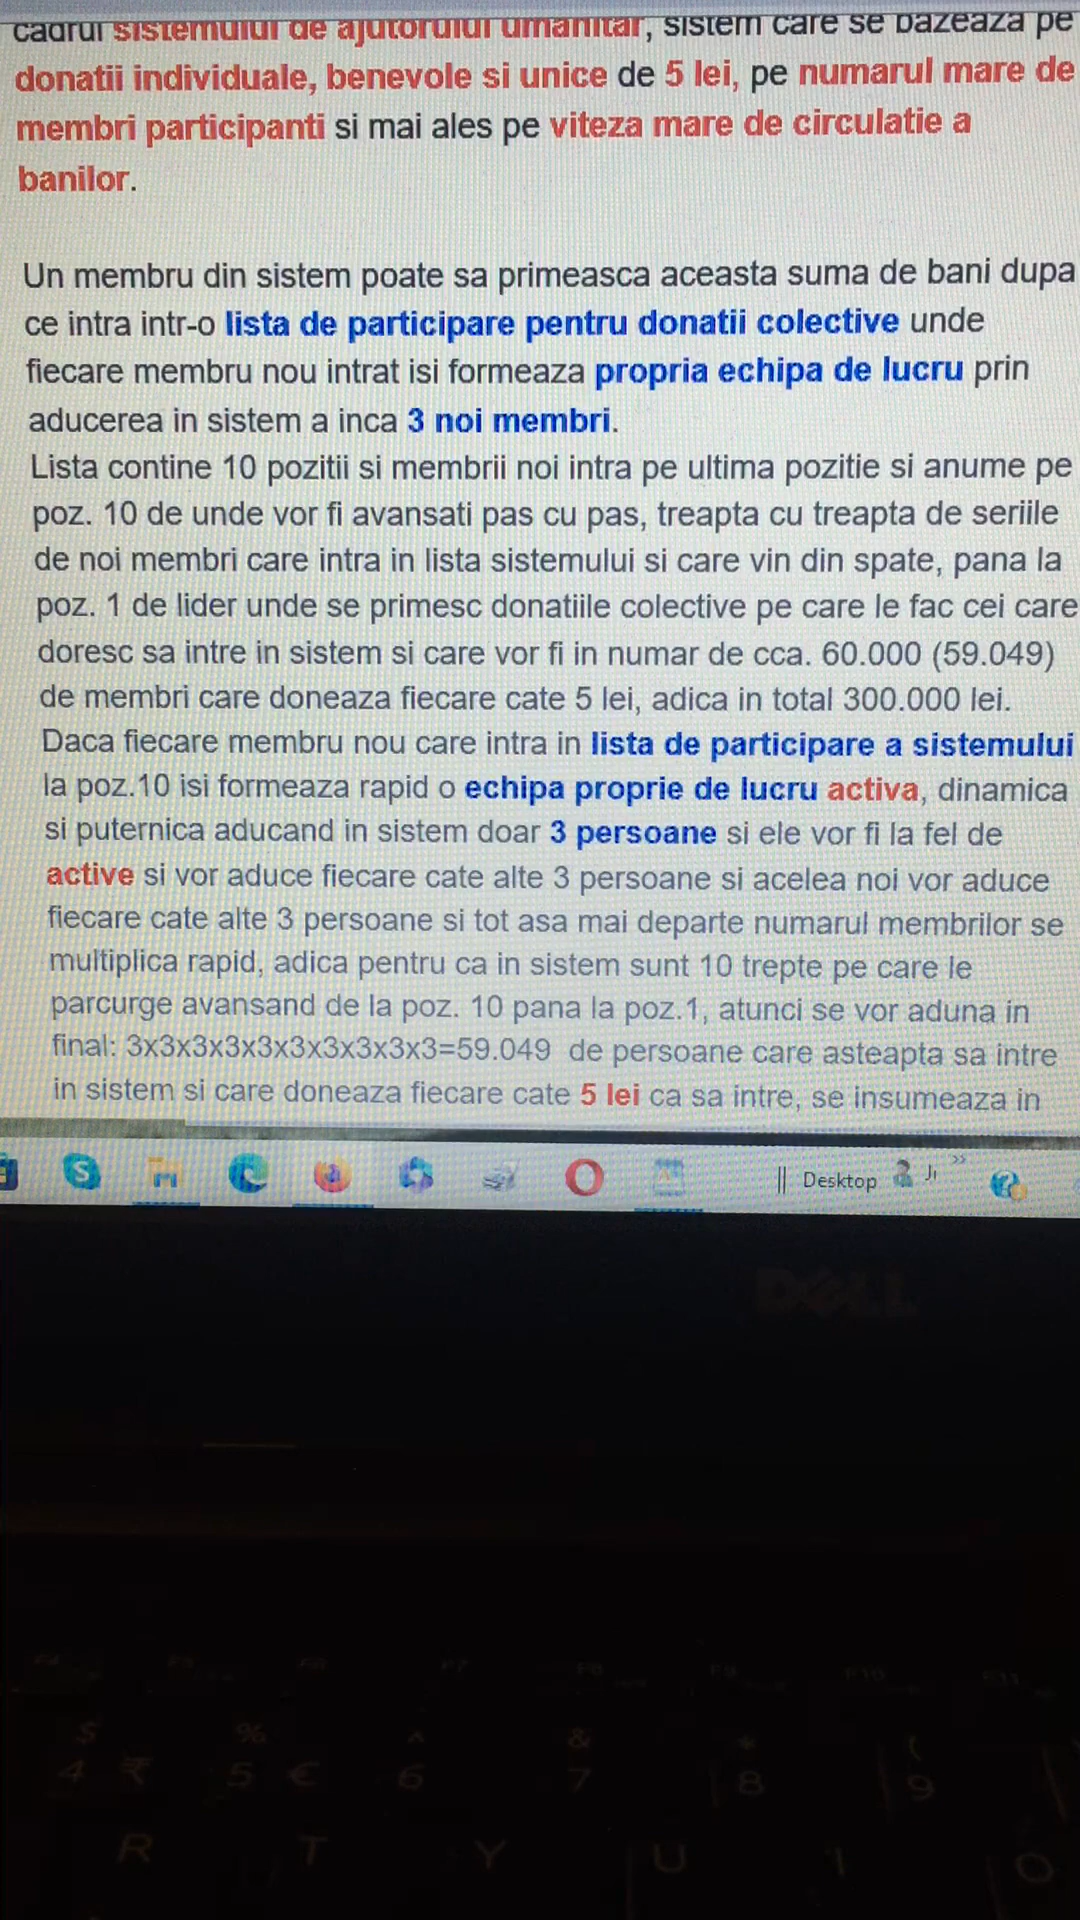 cadrul sistemului de ajutorului umanitar, sistem care se bazeaza pe
donatii individuale, benevole si unice de 5 lei, pe numarul mare de
membri participanti si mai ales pe viteza mare de circulatie a
banilor.
Un membru din sistem poate sa primeasca aceasta suma de bani dupa
ce intra intr-o lista de participare pentru donatii colective unde
fiecare membru nou intrat isi formeaza propria echipa de lucru prin
aducerea in sistem a inca 3 noi membri.
Lista contine 10 pozitii si membrii noi intra pe ultima pozitie si anume pe
poz. 10 de unde vor fi avansati pas cu pas, treapta cu treapta de seriile
de noi membri care intra in lista sistemului si care vin din spate, pana la
poz. 1 de lider unde se primesc donatiile colective pe care le fac cei care
doresc sa intre in sistem si care vor fi in numar de cca. 60.000 (59.049)
de membri care doneaza fiecare cate 5 lei, adica in total 300.000 lei.
Daca fiecare membru nou care intra in lista de participare a sistemului
la poz.10 isi formeaza rapid o echipa proprie de lucru activa, dinamica
si puternica aducand in sistem doar 3 persoane si ele vor fi la fel de
active si vor aduce fiecare cate alte 3 persoane si acelea noi vor aduce
fiecare cate alte 3 persoane si tot asa mai departe numarul membrilor se
multiplica rapid, adica pentru ca in sistem sunt 10 trepte pe care le
parcurge avansand de la poz. 10 pana la poz.1, atunci se vor aduna in
final: 3x3x3x3x3x3x3x3x3x3=59.049 de persoane care asteapta sa intre
in sistem si care doneaza fiecare cate 5 lei ca sa intre, se insumeaza in
Desktop
DELL
$ % ^ & * (
4 ₹ 5 € 6 7 8 9
R T Y U I O